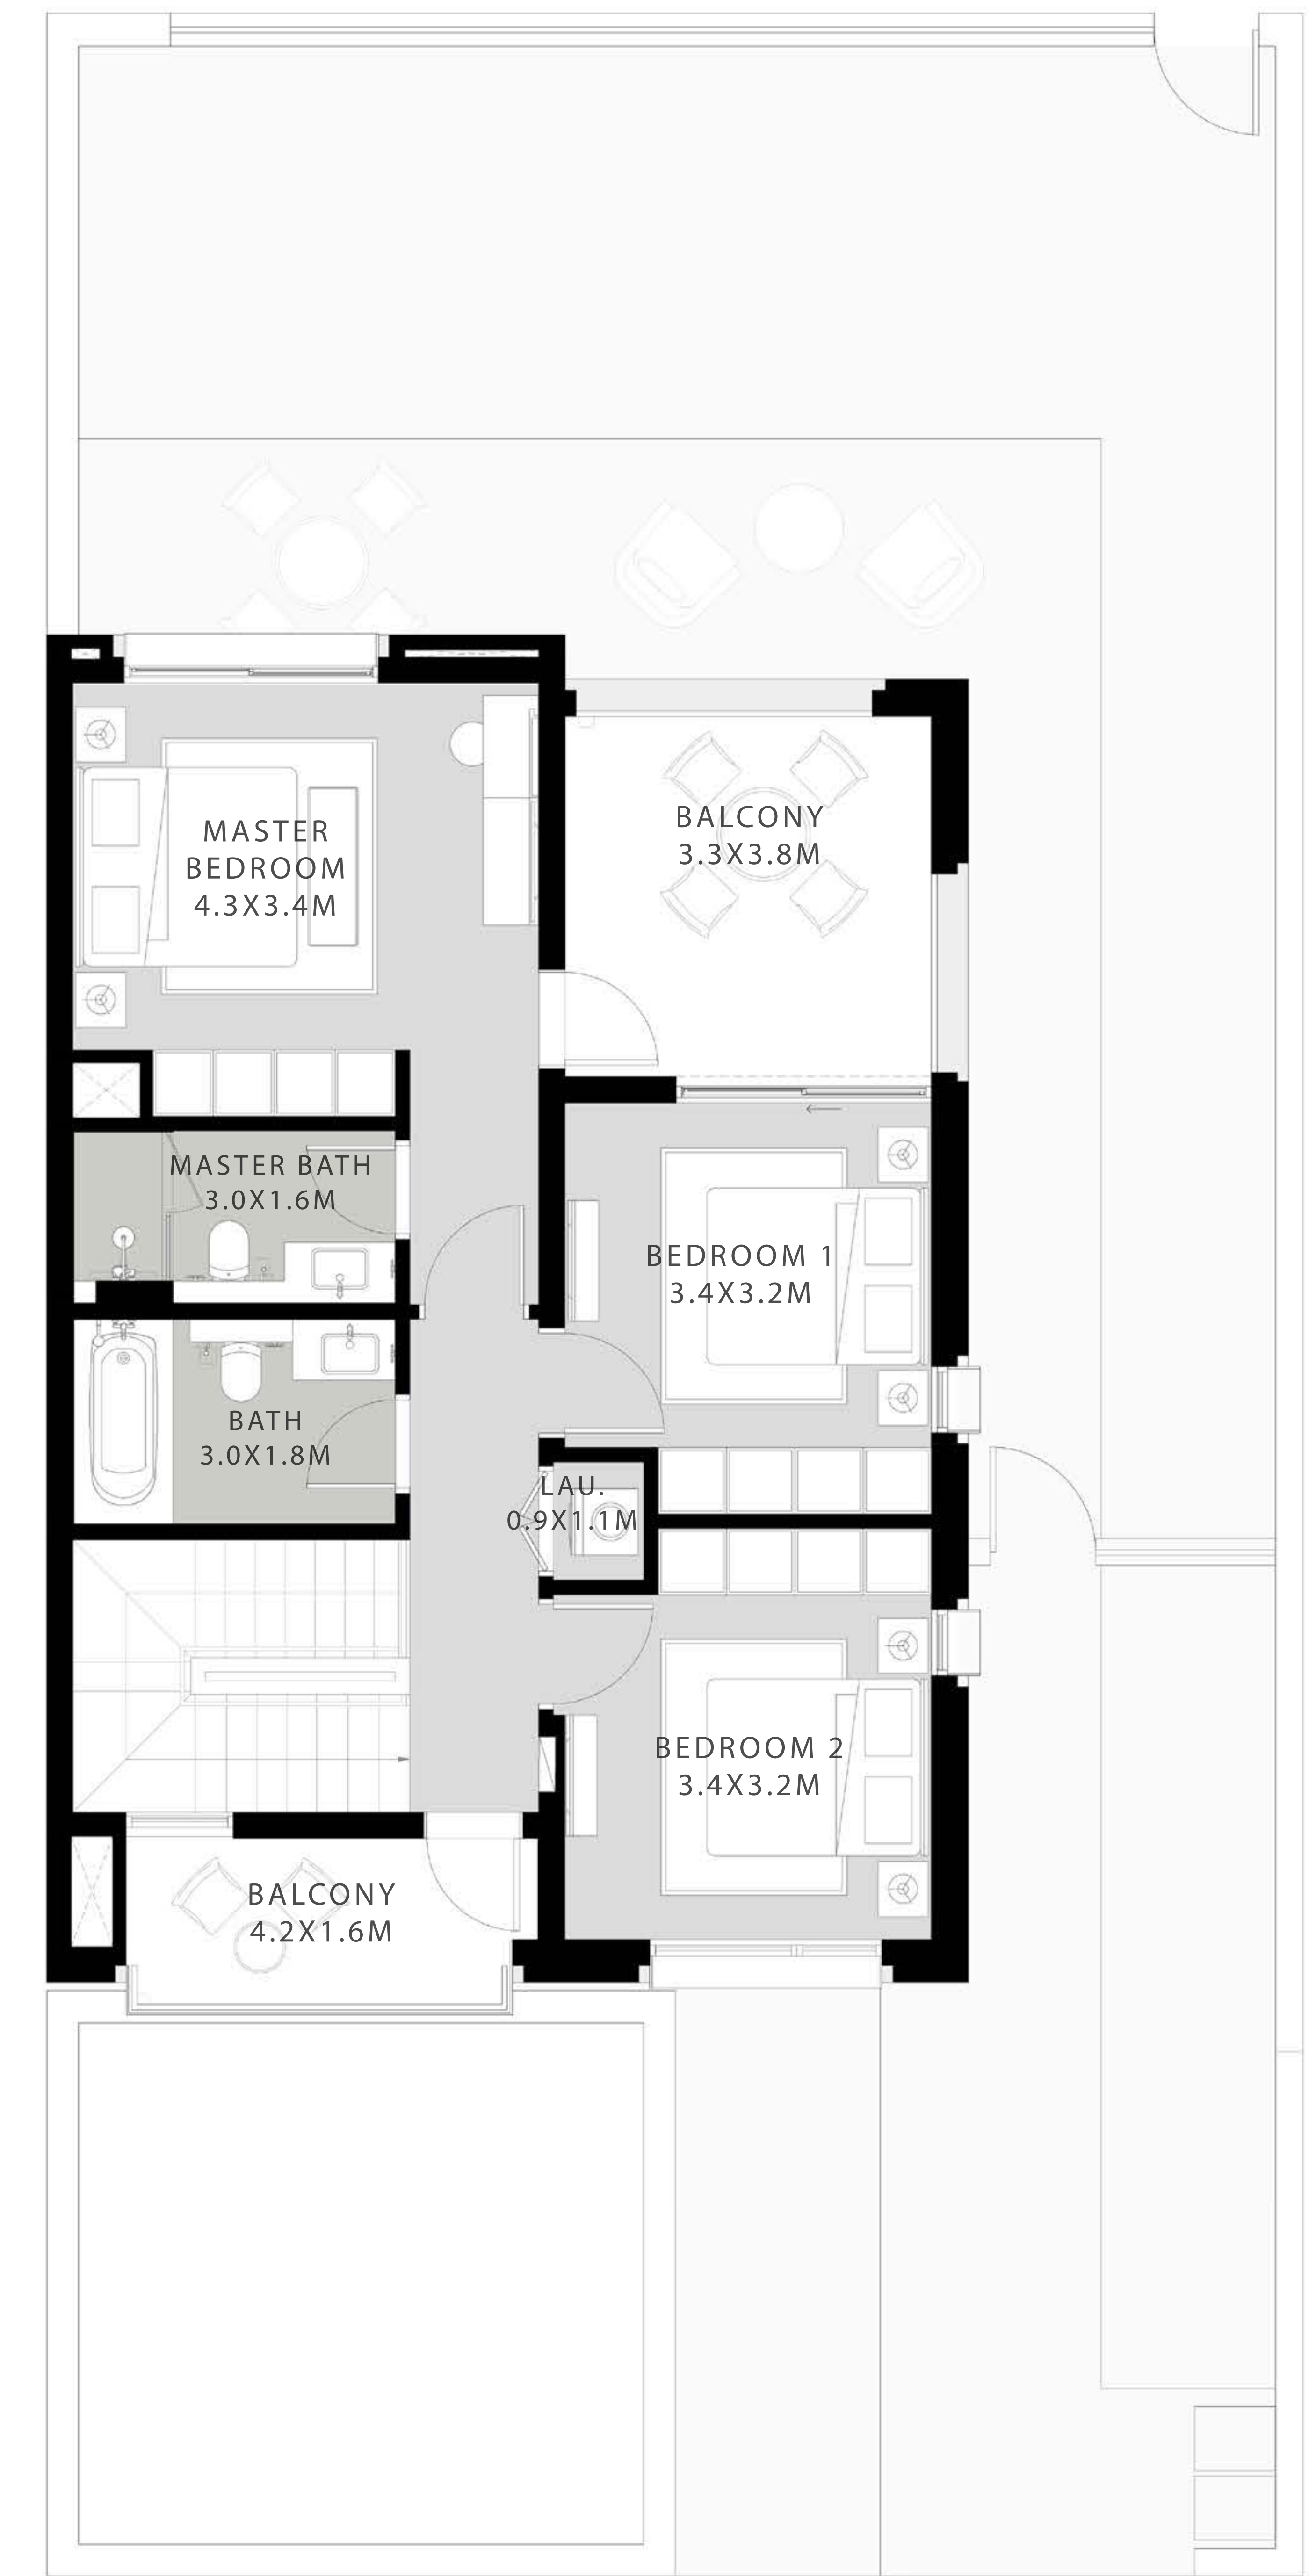 MASTER
BEDROOM
4.3X3.4M
BALCONY
3.3X3.8M
MASTER BATH
3.0X1.6M
BEDROOM 1
3.4X3.2M
BATH
3.0X1.8M
LAU.
0.9X1.1M
BEDROOM 2
3.4X3.2M
BALCONY
4.2X1.6M